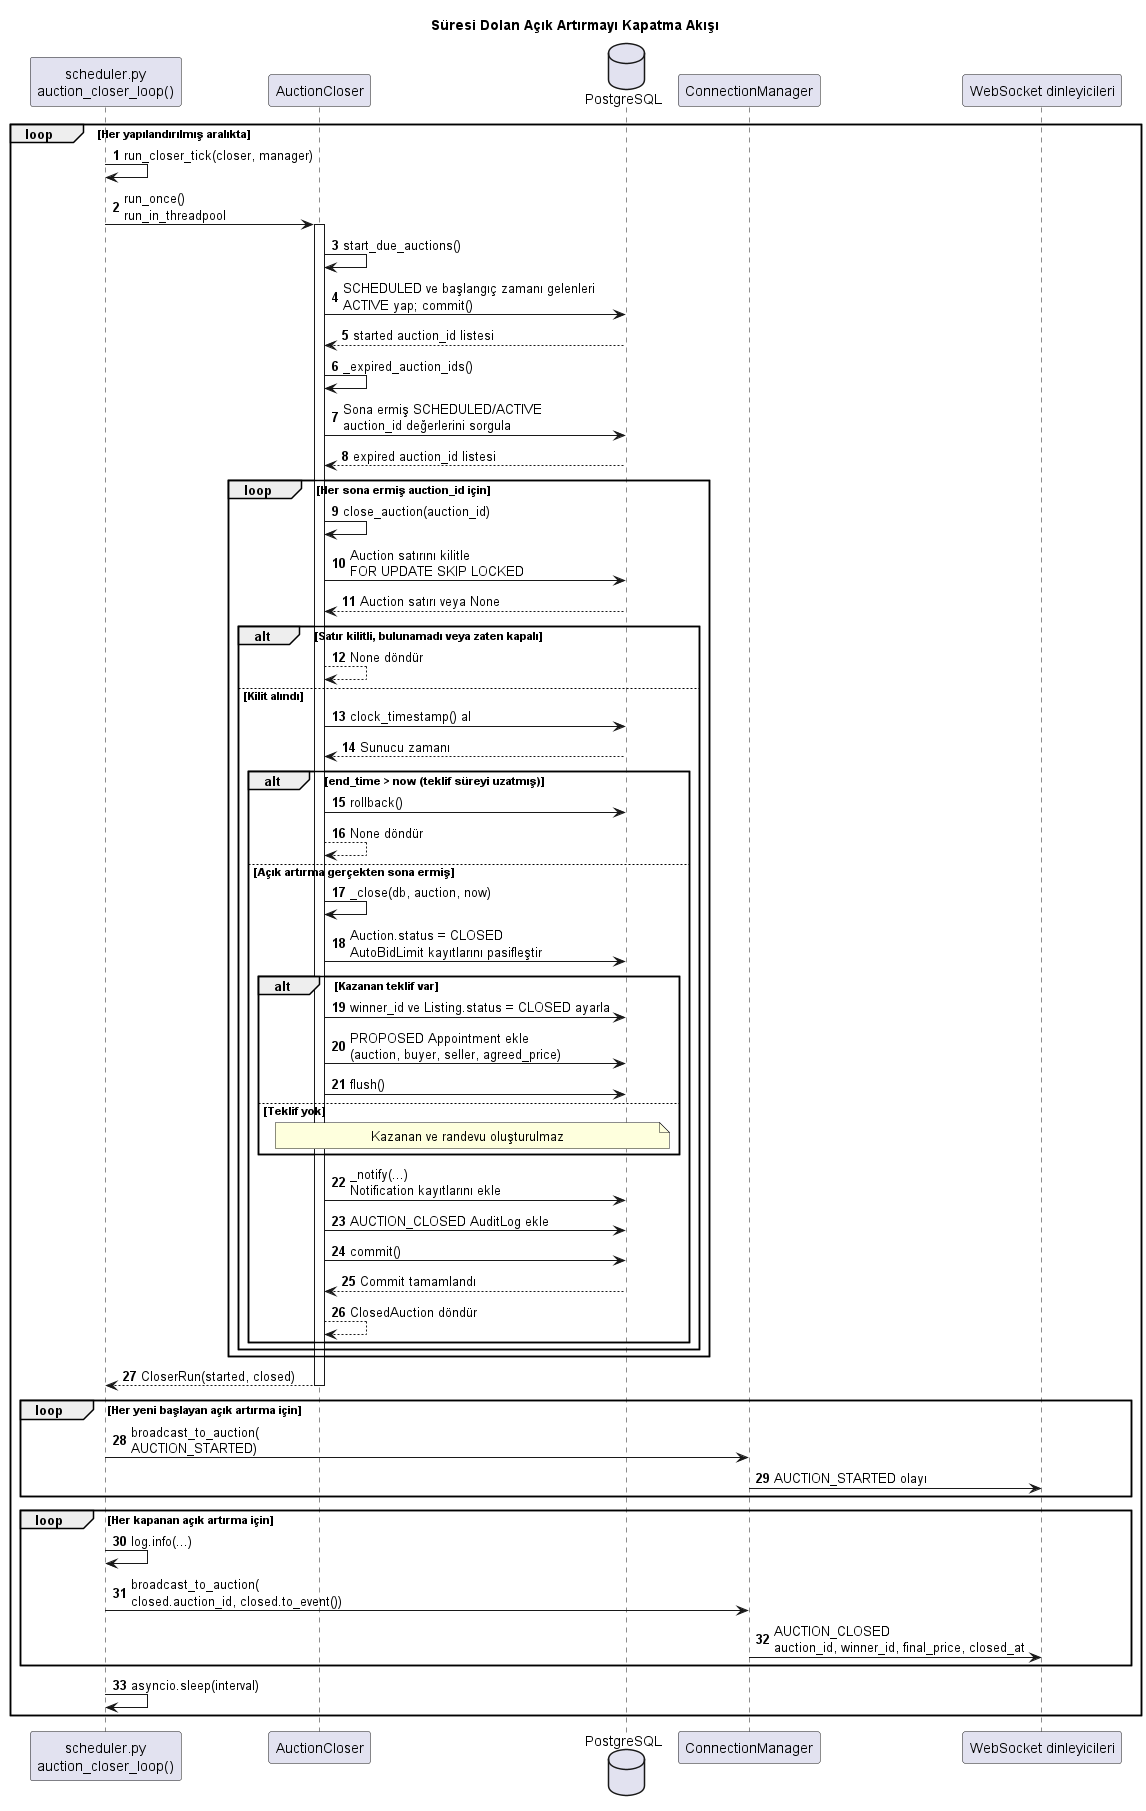 Süresi Dolan Açık Artırmayı Kapatma Akışı
scheduler.py
auction_closer_loop()
AuctionCloser
PostgreSQL
ConnectionManager
WebSocket dinleyicileri
loop [Her yapılandırılmış aralıkta]
1 run_closer_tick(closer, manager)
2 run_once()
run_in_threadpool
3 start_due_auctions()
4 SCHEDULED ve başlangıç zamanı gelenleri
ACTIVE yap; commit()
5 started auction_id listesi
6 _expired_auction_ids()
7 Sona ermiş SCHEDULED/ACTIVE
auction_id değerlerini sorgula
8 expired auction_id listesi
loop [Her sona ermiş auction_id için]
9 close_auction(auction_id)
10 Auction satırını kilitle
FOR UPDATE SKIP LOCKED
11 Auction satırı veya None
alt [Satır kilitli, bulunamadı veya zaten kapalı]
12 None döndür
[Kilit alındı]
13 clock_timestamp() al
14 Sunucu zamanı
alt [end_time > now (teklif süreyi uzatmış)]
15 rollback()
16 None döndür
[Açık artırma gerçekten sona ermiş]
17 _close(db, auction, now)
18 Auction.status = CLOSED
AutoBidLimit kayıtlarını pasifleştir
alt [Kazanan teklif var]
19 winner_id ve Listing.status = CLOSED ayarla
20 PROPOSED Appointment ekle
(auction, buyer, seller, agreed_price)
21 flush()
[Teklif yok]
Kazanan ve randevu oluşturulmaz
22 _notify(...)
Notification kayıtlarını ekle
23 AUCTION_CLOSED AuditLog ekle
24 commit()
25 Commit tamamlandı
26 ClosedAuction döndür
27 CloserRun(started, closed)
loop [Her yeni başlayan açık artırma için]
28 broadcast_to_auction(
AUCTION_STARTED)
29 AUCTION_STARTED olayı
loop [Her kapanan açık artırma için]
30 log.info(...)
31 broadcast_to_auction(
closed.auction_id, closed.to_event())
32 AUCTION_CLOSED
auction_id, winner_id, final_price, closed_at
33 asyncio.sleep(interval)
scheduler.py
auction_closer_loop()
AuctionCloser
PostgreSQL
ConnectionManager
WebSocket dinleyicileri